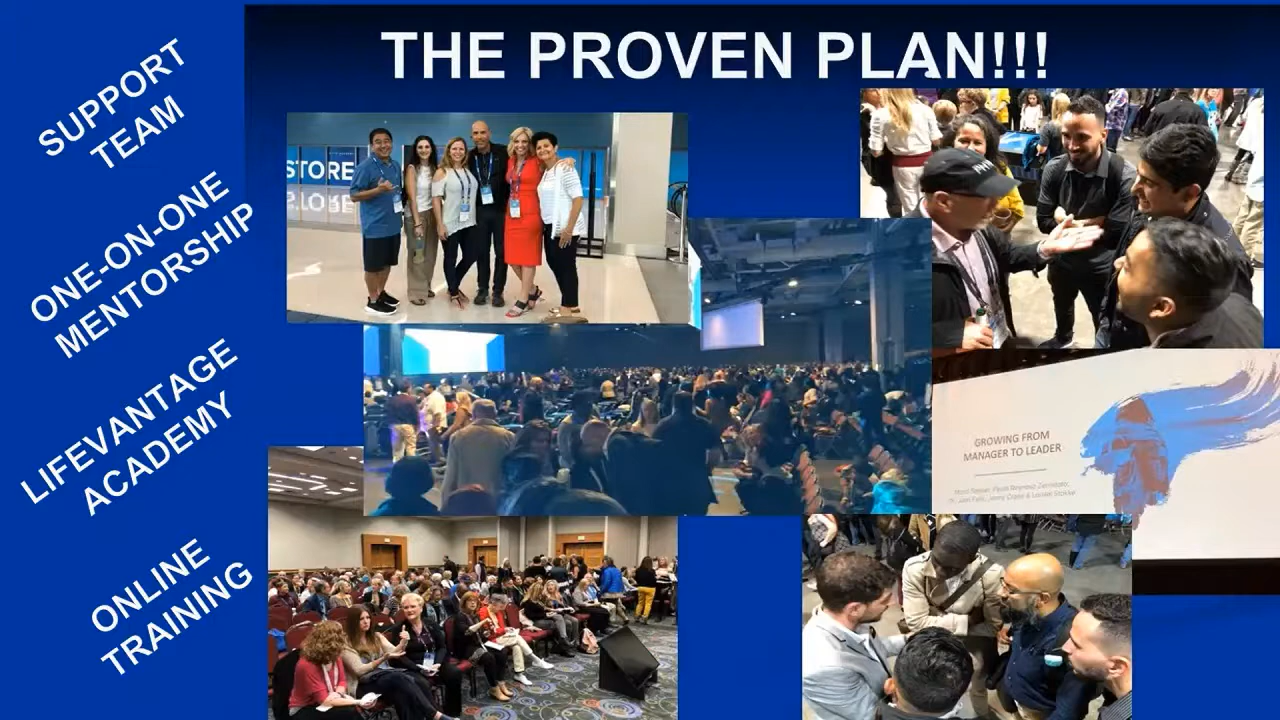 THE PROVEN PLAN!!!
SUPPORT
TEAM
ONE-ON-ONE
MENTORSHIP
LIFEVANTAGE
ACADEMY
ONLINE
TRAINING
STORE
GROWING FROM
MANAGER TO LEADER